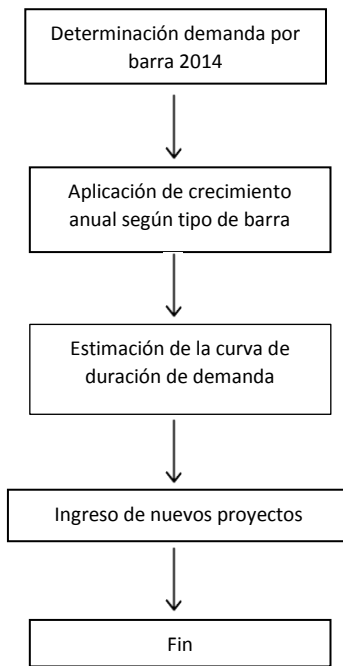 Determinación demanda por
barra 2014
Aplicación de crecimiento
anual según tipo de barra
Estimación de la curva de
duración de demanda
Ingreso de nuevos proyectos
Fin